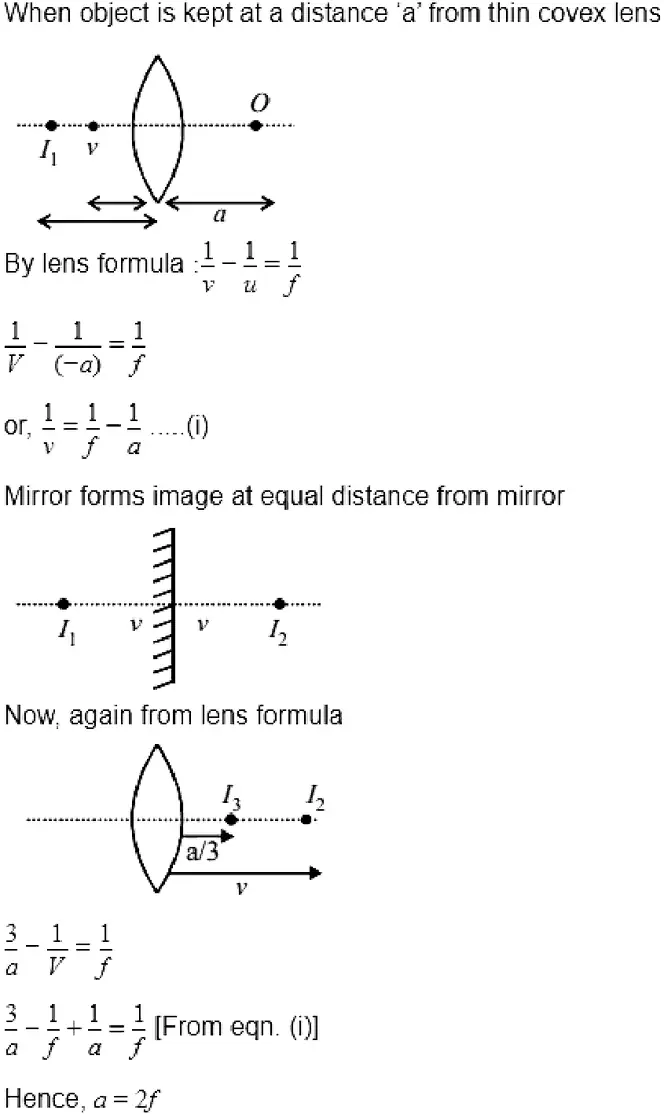 When object is kept at a distance ‘a’ from thin covex lens
O
I₁ v
a
By lens formula :1/v − 1/u = 1/f
1/V − 1/(−a) = 1/f
or, 1/v = 1/f − 1/a .....(i)
Mirror forms image at equal distance from mirror
I₁ v v I₂
Now, again from lens formula
I₃ I₂
a/3
v
3/a − 1/V = 1/f
3/a − 1/f + 1/a = 1/f [From eqn. (i)]
Hence, a = 2f